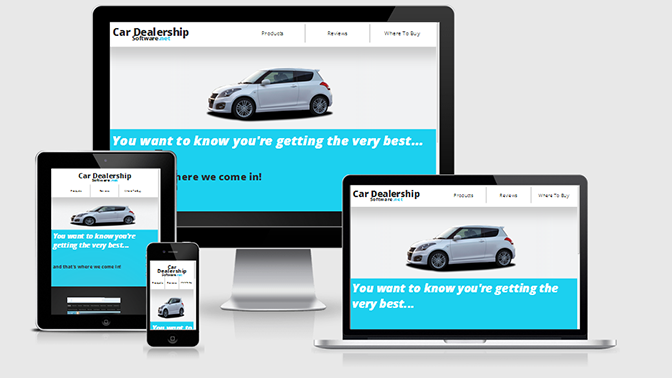 Car Dealership
Software.net
Products
Reviews
Where To Buy
You want to know you're getting the very best...
here we come in!
Car Dealership
Software.net
Products
Reviews
Where To Buy
You want to know you're
getting the very best...
and that's where we come in!
Car
Dealership
Software.net
Products
Reviews
You want to
Car Dealership
Software.net
Products
Reviews
Where To Buy
You want to know you're getting the
very best...